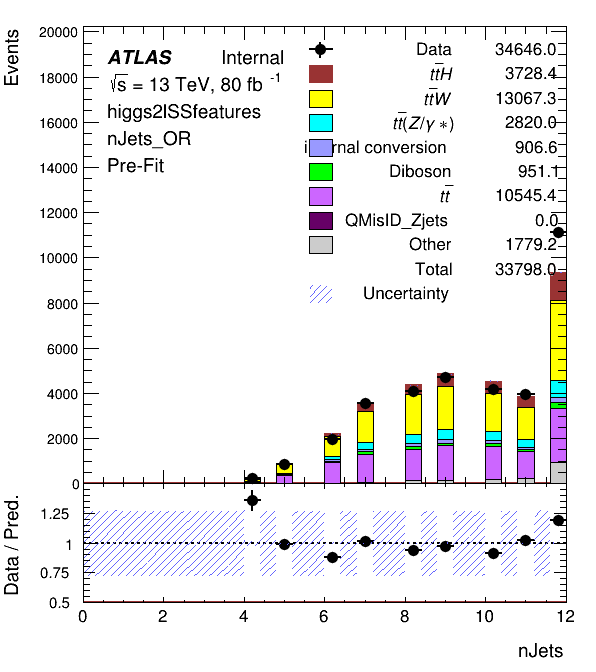 Events
20000
18000
16000
14000
12000
10000
8000
6000
4000
2000
0
ATLAS Internal
√s = 13 TeV, 80 fb -1
higgs2lSSfeatures
nJets_OR
Pre-Fit
Data 34646.0
tt̅H 3728.4
tt̅W 13067.3
tt̅(Z/γ *) 2820.0
conversion 906.6
Diboson 951.1
tt̅ 10545.4
QMisID_Zjets 0.0
Other 1779.2
Total 33798.0
Uncertainty
Data / Pred.
1.25
1
0.75
0.5
0 2 4 6 8 10 12
nJets